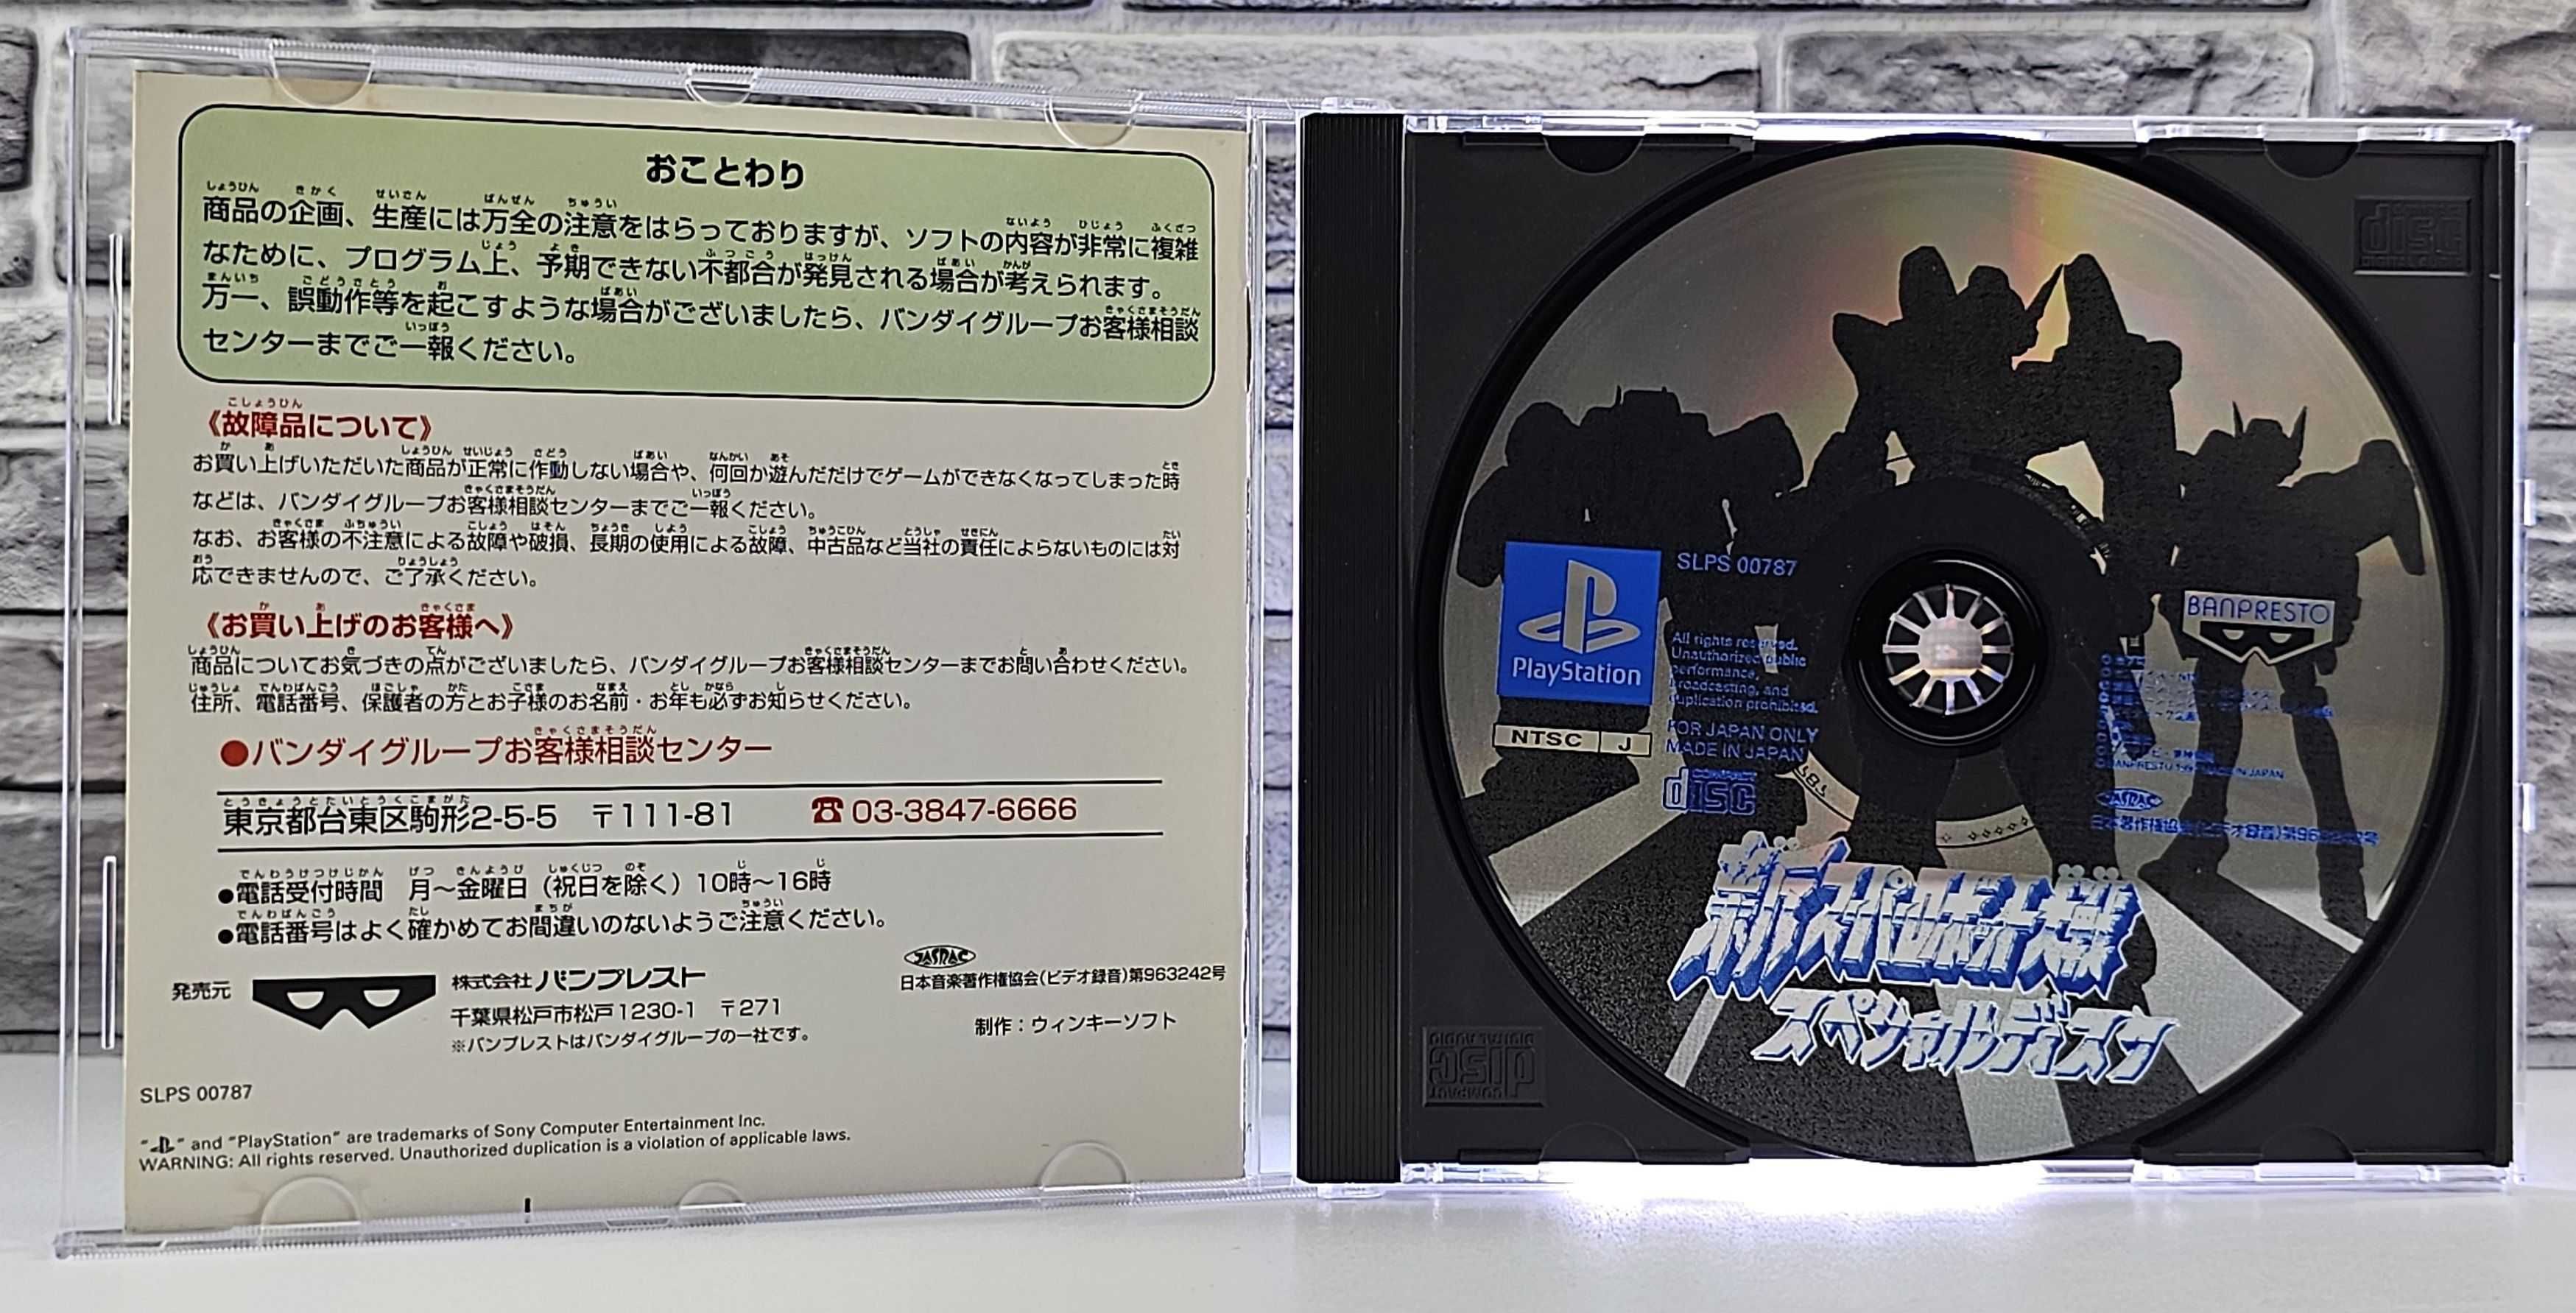 おことわり
商品の企画、生産には万全の注意をはらっておりますが、ソフトの内容が非常に複雑
なために、プログラム上、予期できない不都合が発見される場合が考えられます。
万一、誤動作等を起こすような場合がございましたら、バンダイグループお客様相談
センターまでご一報ください。
《故障品について》
お買い上げいただいた商品が正常に作動しない場合や、何回か遊んだだけでゲームができなくなってしまった時
などは、バンダイグループお客様相談センターまでご一報ください。
なお、お客様の不注意による故障や破損、長期の使用による故障、中古品など当社の責任によらないものには対
応できませんので、ご了承ください。
《お買い上げのお客様へ》
商品についてお気づきの点がございましたら、バンダイグループお客様相談センターまでお問い合わせください。
住所、電話番号、保護者の方とお子様のお名前・お年も必ずお知らせください。
●バンダイグループお客様相談センター
東京都台東区駒形2-5-5 〒111-81 ☎03-3847-6666
●電話受付時間 月～金曜日（祝日を除く）10時～16時
●電話番号はよく確かめてお間違いのないようご注意ください。
発売元
株式会社バンプレスト
千葉県松戸市松戸1230-1 〒271
※バンプレストはバンダイグループの一社です。
JASRAC
日本音楽著作権協会(ビデオ録音)第963242号
制作：ウィンキーソフト
SLPS 00787
" " and "PlayStation" are trademarks of Sony Computer Entertainment Inc.
WARNING: All rights reserved. Unauthorized duplication is a violation of applicable laws.
SLPS 00787
PlayStation
All rights reserved.
Unauthorized public
performance,
broadcasting, and
duplication prohibited.
NTSC J
FOR JAPAN ONLY
MADE IN JAPAN
COMPACT disc
BANPRESTO
JASRAC
新スーパーロボット大戦
スペシャルディスク
COMPACT disc DIGITAL AUDIO
COMPACT disc DIGITAL AUDIO